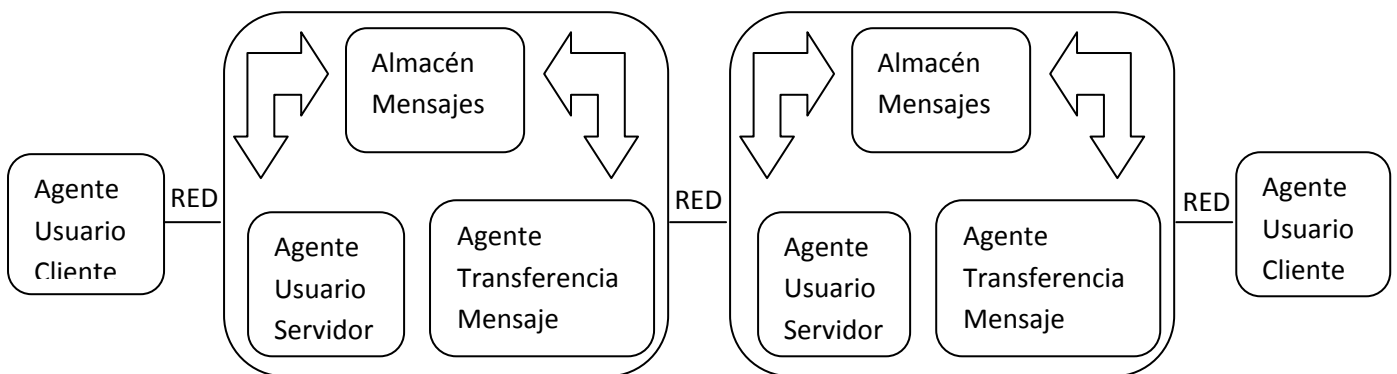 Agente
Usuario
Cliente
RED
Almacén
Mensajes
Agente
Usuario
Servidor
Agente
Transferencia
Mensaje
RED
Almacén
Mensajes
Agente
Usuario
Servidor
Agente
Transferencia
Mensaje
RED
Agente
Usuario
Cliente